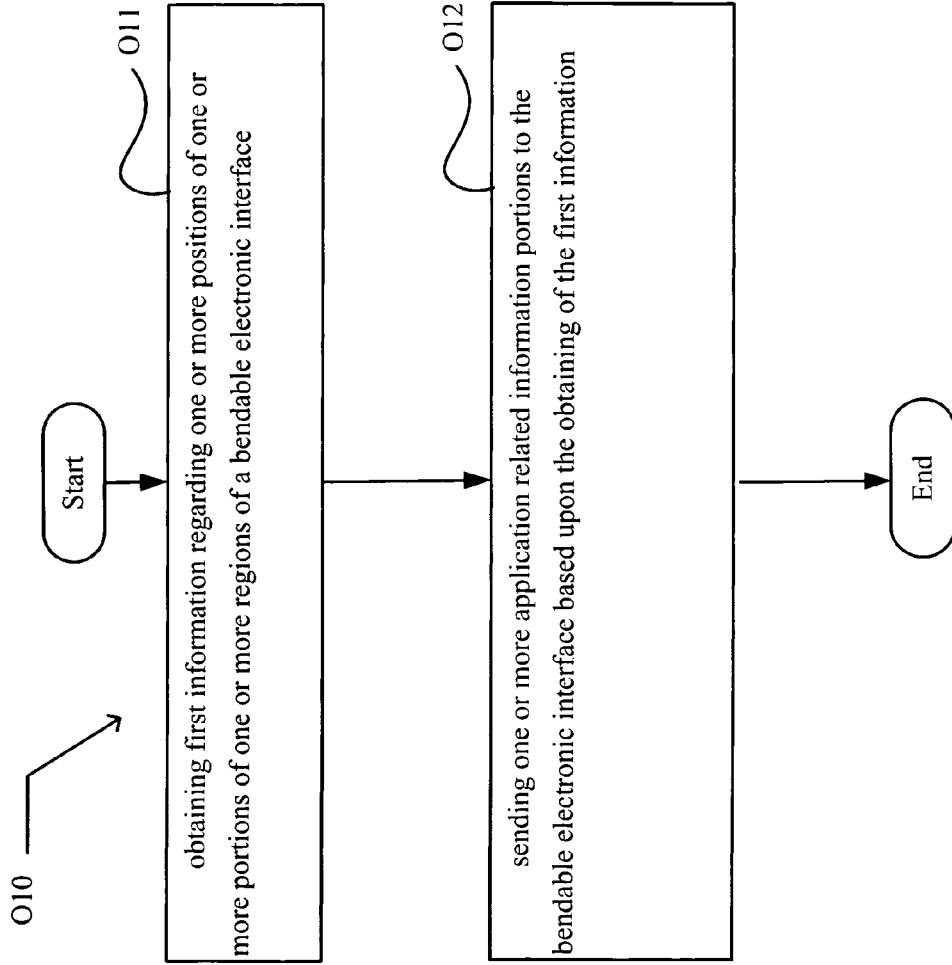 O10
Start
O11
obtaining first information regarding one or more positions of one or
more portions of one or more regions of a bendable electronic interface
O12
sending one or more application related information portions to the
bendable electronic interface based upon the obtaining of the first information
End